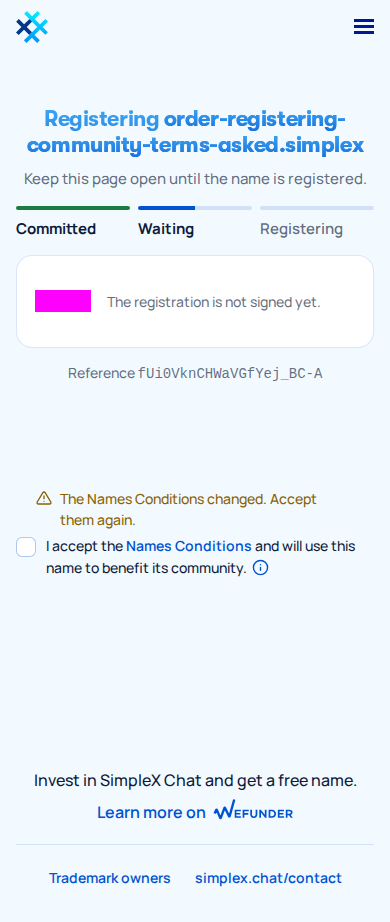 Registering order-registering-
community-terms-asked.simplex
Keep this page open until the name is registered.
Committed
Waiting
Registering
The registration is not signed yet.
Reference fUi0VknCHWaVGfYej_BC-A
The Names Conditions changed. Accept
them again.
I accept the Names Conditions and will use this
name to benefit its community.
Invest in SimpleX Chat and get a free name.
Learn more on WEFUNDER
Trademark owners
simplex.chat/contact